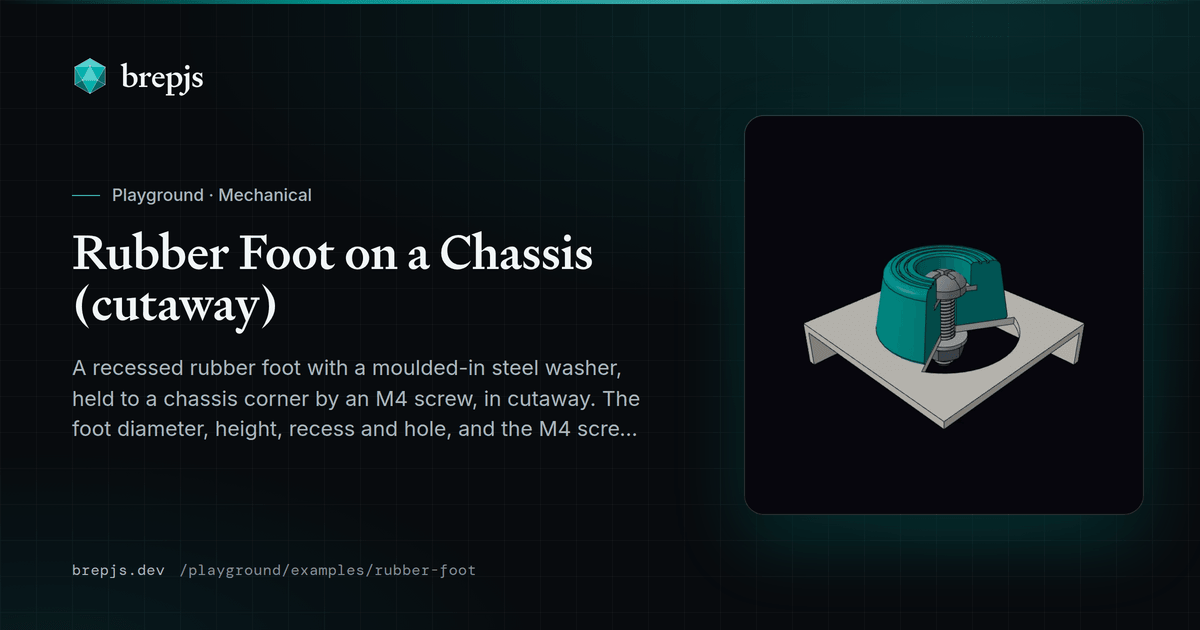 brepjs
Playground · Mechanical
Rubber Foot on a Chassis
(cutaway)
A recessed rubber foot with a moulded-in steel washer,
held to a chassis corner by an M4 screw, in cutaway. The
foot diameter, height, recess and hole, and the M4 scre...
brepjs.dev /playground/examples/rubber-foot